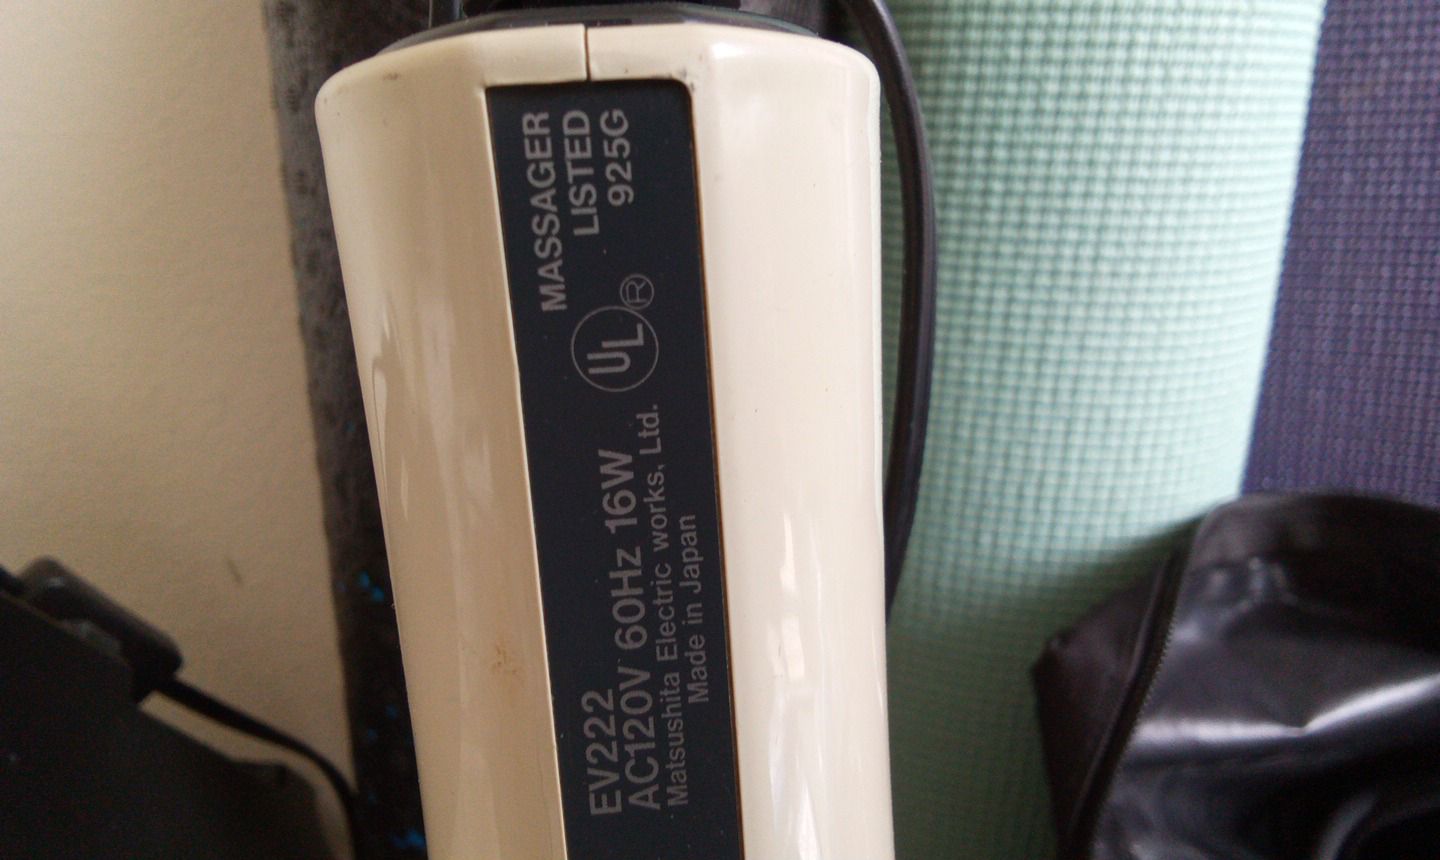 EV222
AC120V 60Hz 16W
Matsushita Electric works, Ltd.
Made in Japan
UL®
MASSAGER
LISTED
925G